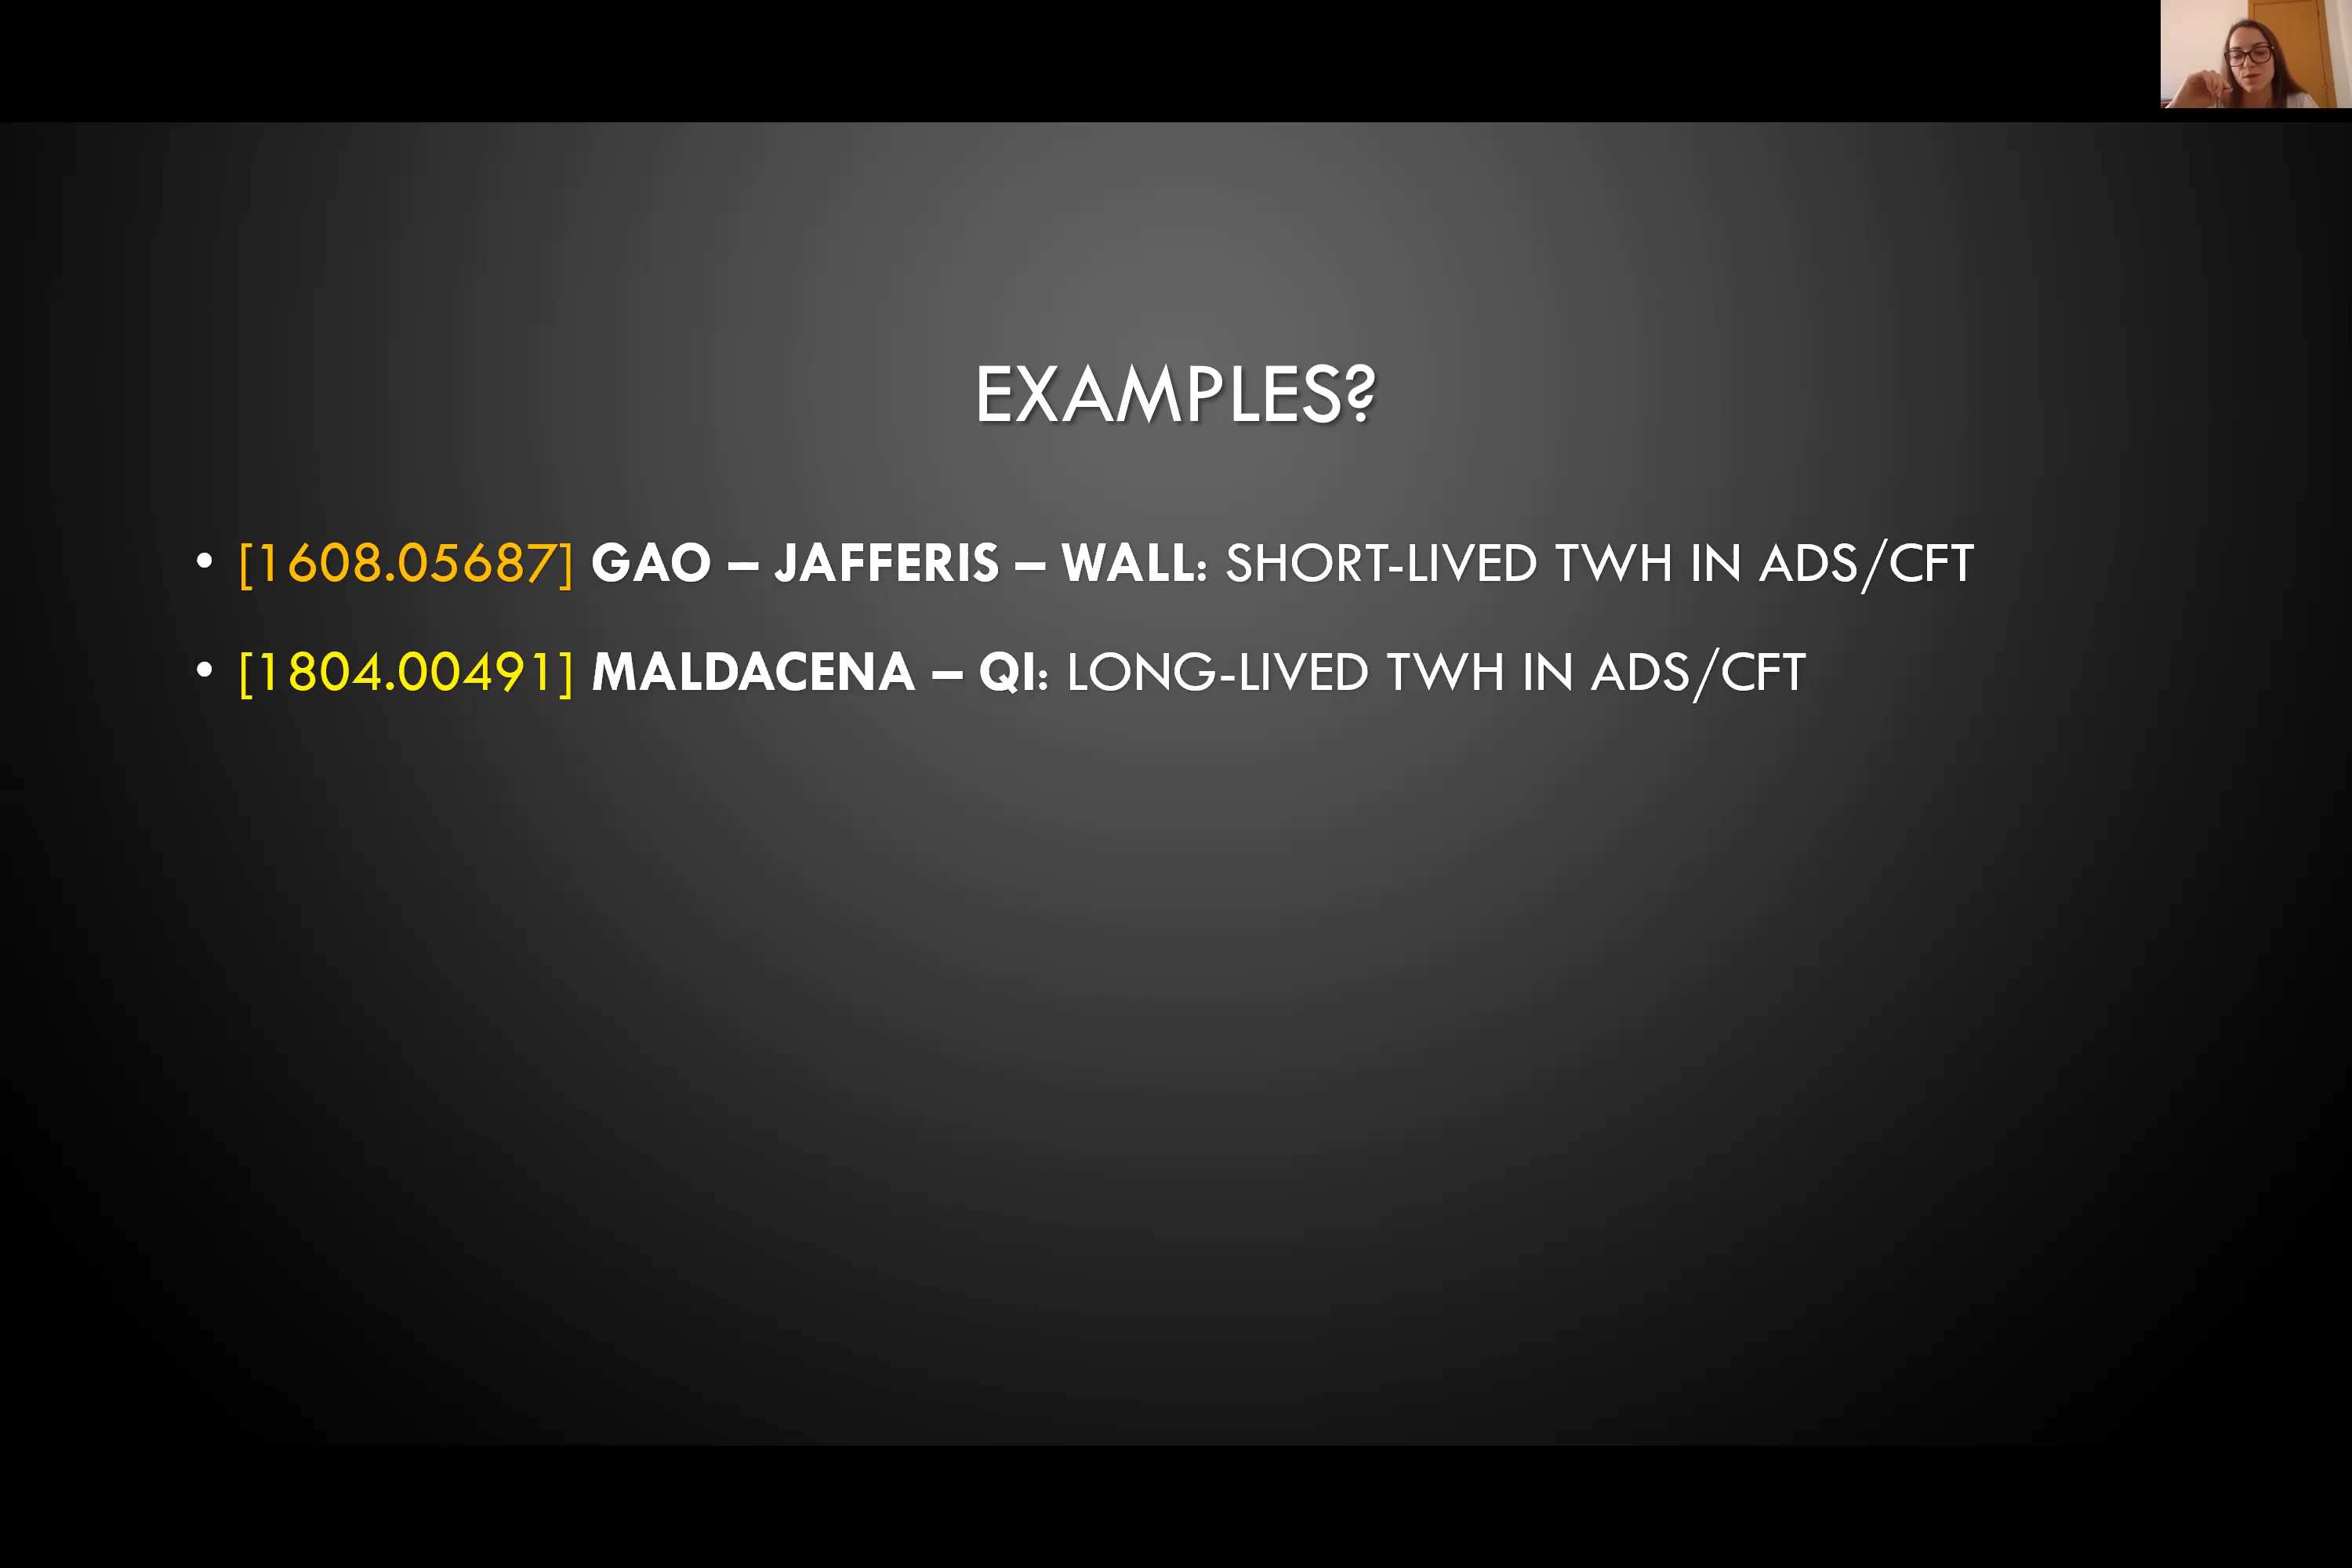 EXAMPLES?
• [1608.05687] GAO – JAFFERIS – WALL: SHORT-LIVED TWH IN ADS/CFT
• [1804.00491] MALDACENA – QI: LONG-LIVED TWH IN ADS/CFT